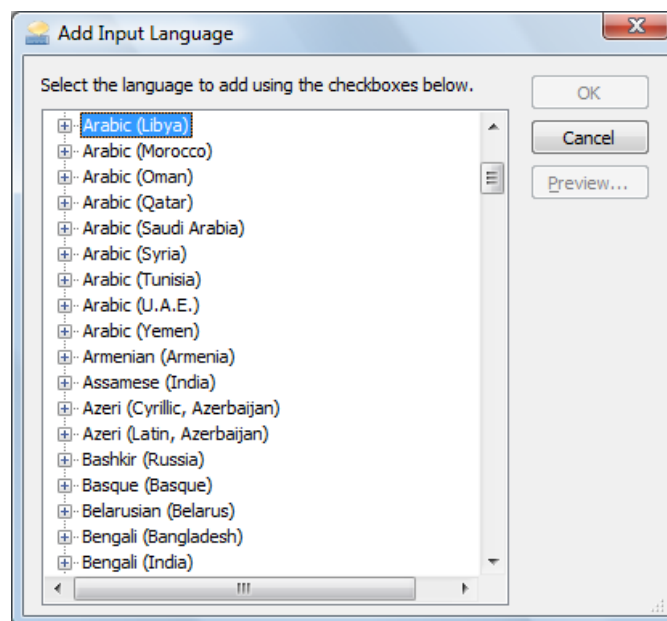 Add Input Language
Select the language to add using the checkboxes below.
OK
Cancel
Preview...
Arabic (Libya)
Arabic (Morocco)
Arabic (Oman)
Arabic (Qatar)
Arabic (Saudi Arabia)
Arabic (Syria)
Arabic (Tunisia)
Arabic (U.A.E.)
Arabic (Yemen)
Armenian (Armenia)
Assamese (India)
Azeri (Cyrillic, Azerbaijan)
Azeri (Latin, Azerbaijan)
Bashkir (Russia)
Basque (Basque)
Belarusian (Belarus)
Bengali (Bangladesh)
Bengali (India)